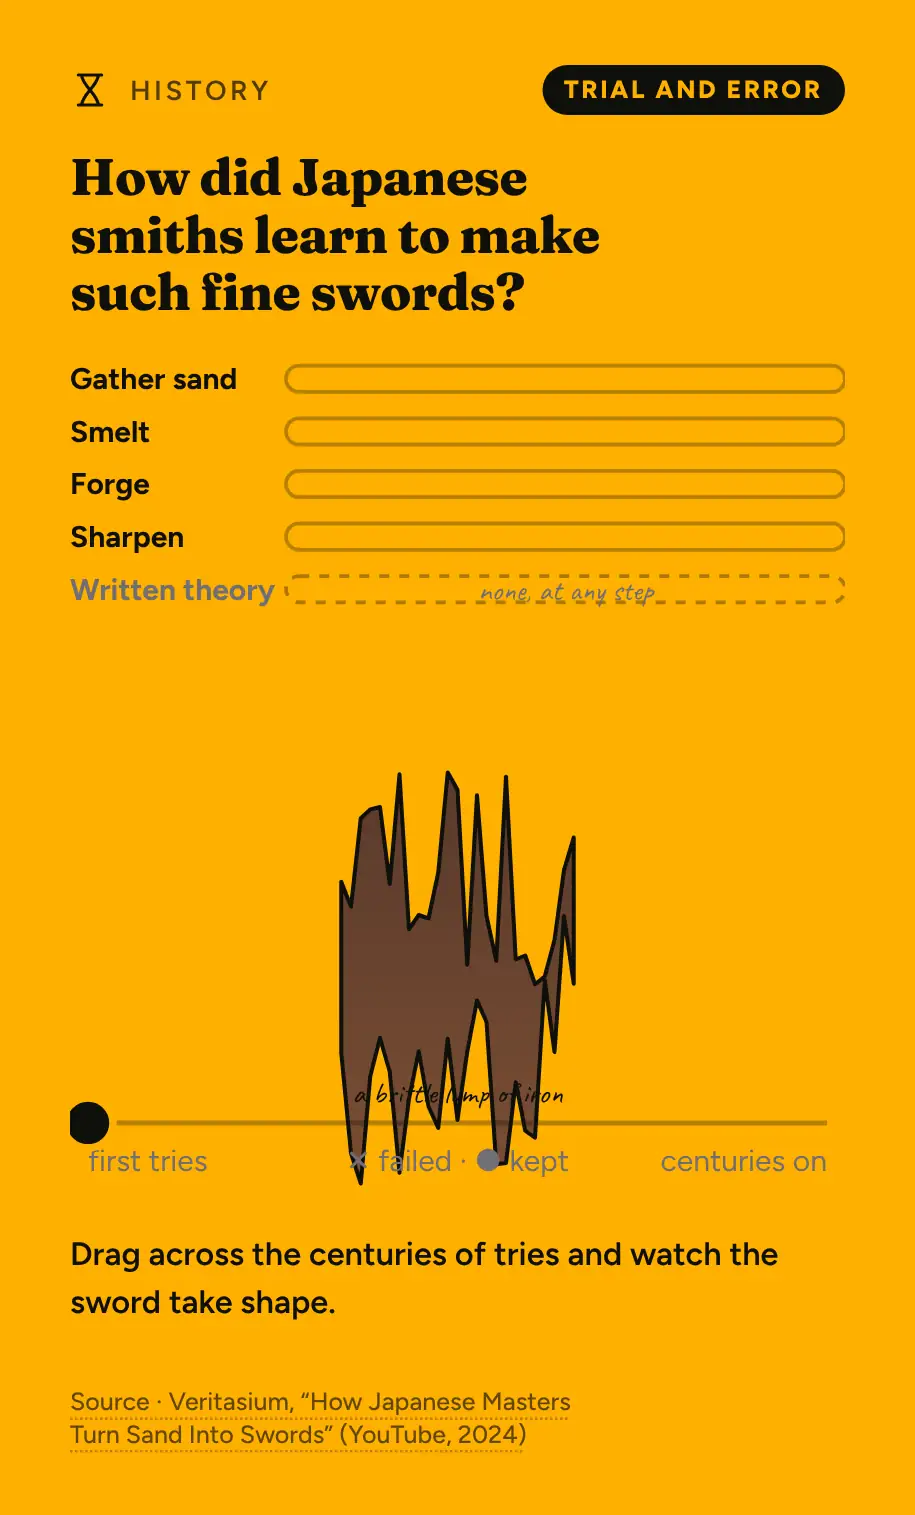 HISTORY
TRIAL AND ERROR
How did Japanese
smiths learn to make
such fine swords?
Gather sand
Smelt
Forge
Sharpen
Written theory
none, at any step
a brittle lump of iron
first tries
× failed · ● kept
centuries on
Drag across the centuries of tries and watch the
sword take shape.
Source · Veritasium, “How Japanese Masters
Turn Sand Into Swords” (YouTube, 2024)